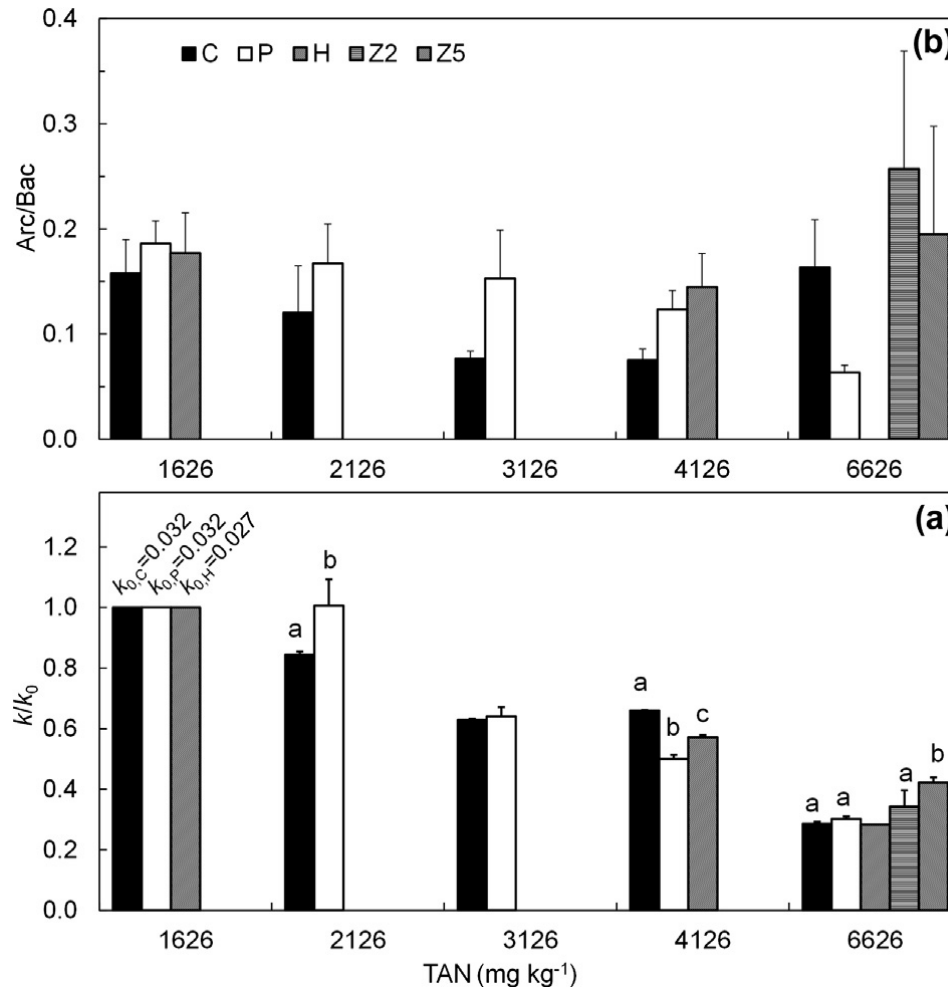 0.4
(b)
C P H Z2 Z5
0.3
Arc/Bac
0.2
0.1
0.0
1626 2126 3126 4126 6626
(a)
1.2
k0,C=0.032
k0,P=0.032
k0,H=0.027
b
1.0
a
0.8
a
k/k0
0.6
b
c
0.4
a a a b
0.2
0.0
1626 2126 3126 4126 6626
TAN (mg kg⁻¹)